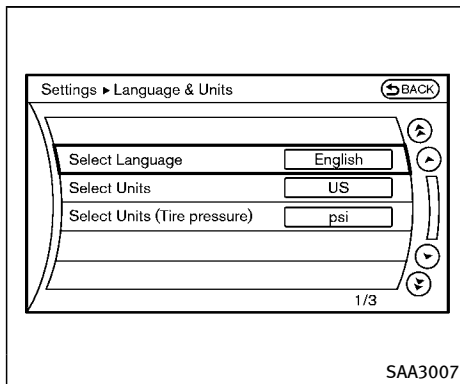 Settings ▸ Language & Units
BACK
Select Language English
Select Units US
Select Units (Tire pressure) psi
1/3
SAA3007